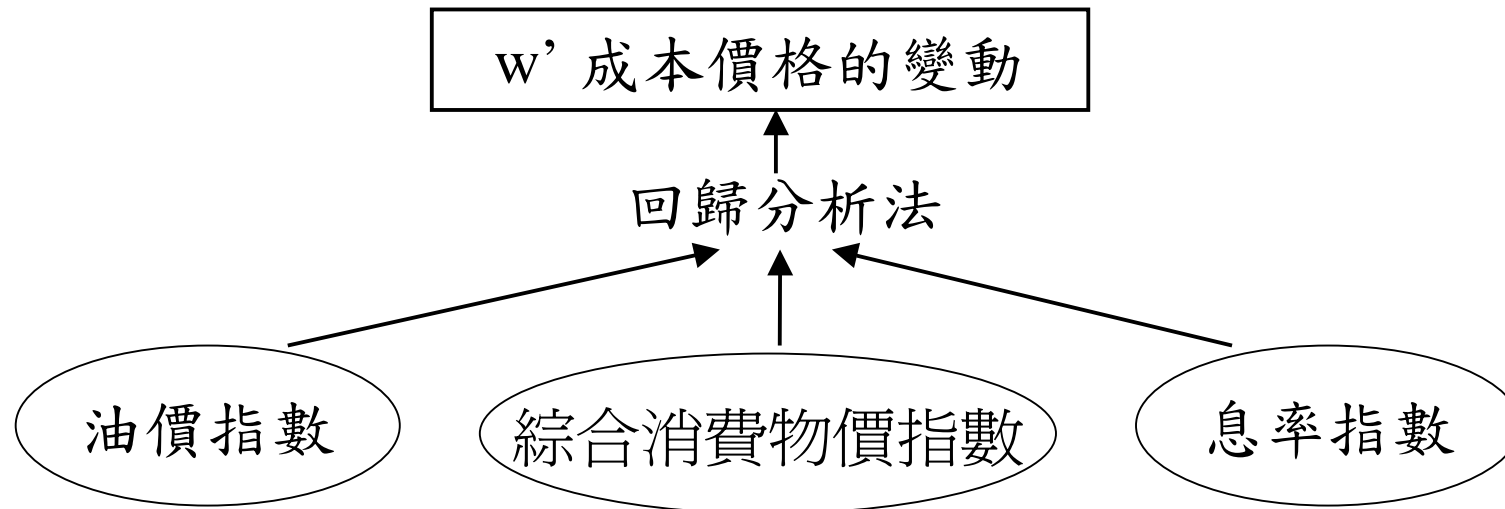 w’ 成本價格的變動
回歸分析法
油價指數
綜合消費物價指數
息率指數